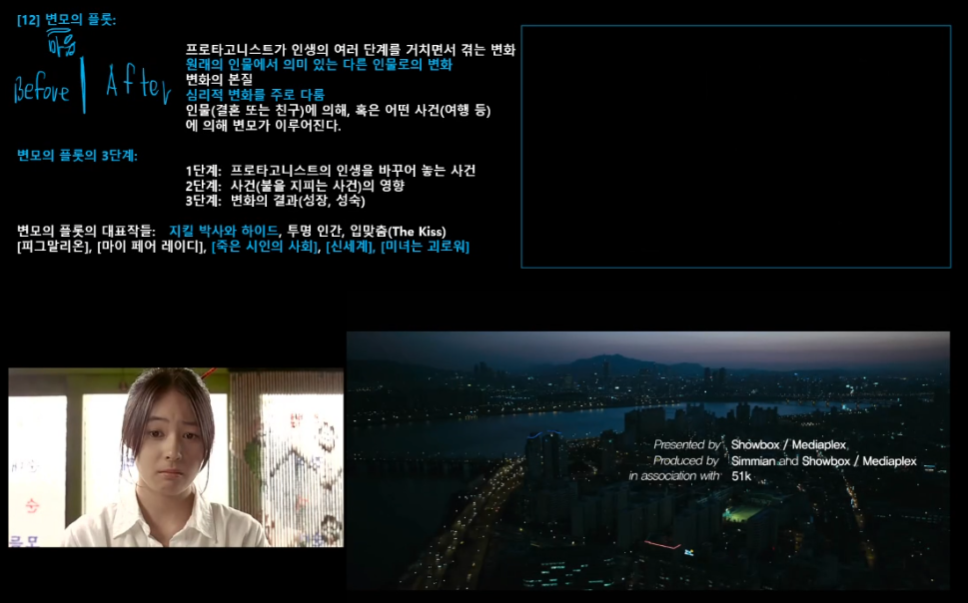 [12] 변모의 플롯:
마음
Before | After
프로타고니스트가 인생의 여러 단계를 거치면서 겪는 변화
원래의 인물에서 의미 있는 다른 인물로의 변화
변화의 본질
심리적 변화를 주로 다룸
인물(결혼 또는 친구)에 의해, 혹은 어떤 사건(여행 등)
에 의해 변모가 이루어진다.
변모의 플롯의 3단계:
1단계: 프로타고니스트의 인생을 바꾸어 놓는 사건
2단계: 사건(불을 지피는 사건)의 영향
3단계: 변화의 결과(성장, 성숙)
변모의 플롯의 대표작들: 지킬 박사와 하이드, 투명 인간, 입맞춤(The Kiss)
[피그말리온], [마이 페어 레이디], [죽은 시인의 사회], [신세계], [미녀는 괴로워]
Presented by Showbox / Mediaplex
Produced by Simmian and Showbox / Mediaplex
in association with 51k